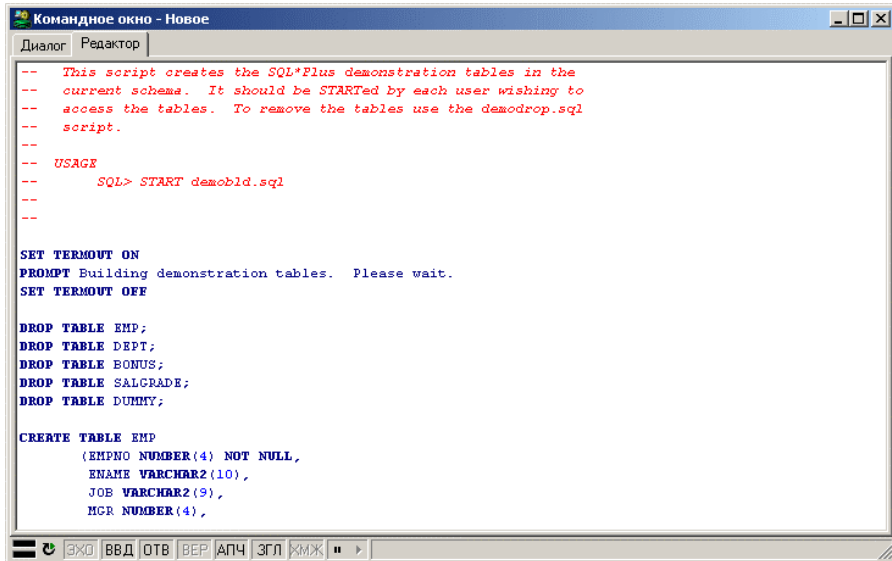 Командное окно - Новое
Диалог Редактор
-- This script creates the SQL*Plus demonstration tables in the
-- current schema. It should be STARTed by each user wishing to
-- access the tables. To remove the tables use the demodrop.sql
-- script.
--
-- USAGE
-- SQL> START demobld.sql
--
--
SET TERMOUT ON
PROMPT Building demonstration tables. Please wait.
SET TERMOUT OFF
DROP TABLE EMP;
DROP TABLE DEPT;
DROP TABLE BONUS;
DROP TABLE SALGRADE;
DROP TABLE DUMMY;
CREATE TABLE EMP
(EMPNO NUMBER(4) NOT NULL,
ENAME VARCHAR2(10),
JOB VARCHAR2(9),
MGR NUMBER(4),
ЭХО ВВД ОТВ ВЕР АПЧ ЗГЛ ХМЖ